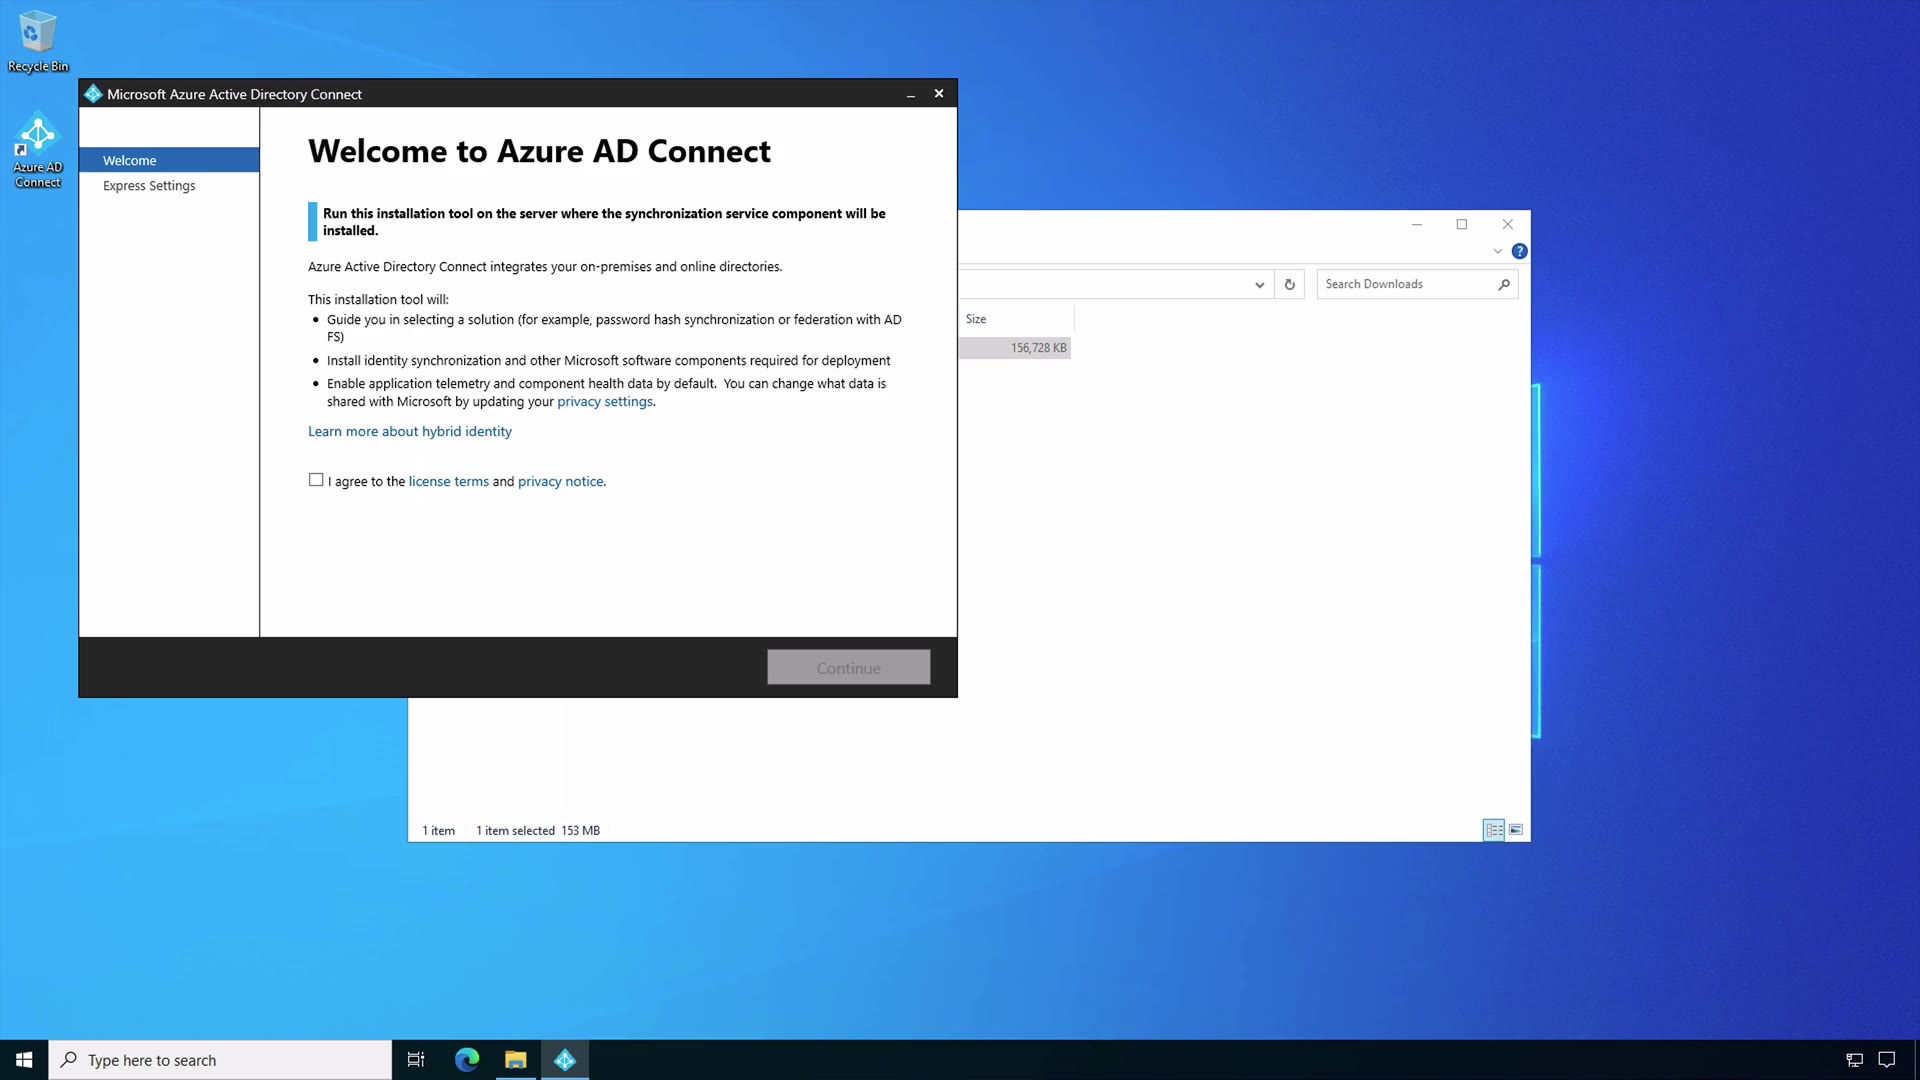 Recycle Bin
Azure AD
Connect
Microsoft Azure Active Directory Connect
Welcome
Express Settings
Welcome to Azure AD Connect
Run this installation tool on the server where the synchronization service component will be
installed.
Azure Active Directory Connect integrates your on-premises and online directories.
This installation tool will:
• Guide you in selecting a solution (for example, password hash synchronization or federation with AD
FS)
• Install identity synchronization and other Microsoft software components required for deployment
• Enable application telemetry and component health data by default. You can change what data is
shared with Microsoft by updating your privacy settings.
Learn more about hybrid identity
I agree to the license terms and privacy notice.
Continue
?
Search Downloads
Size
156,728 KB
1 item 1 item selected 153 MB
Type here to search